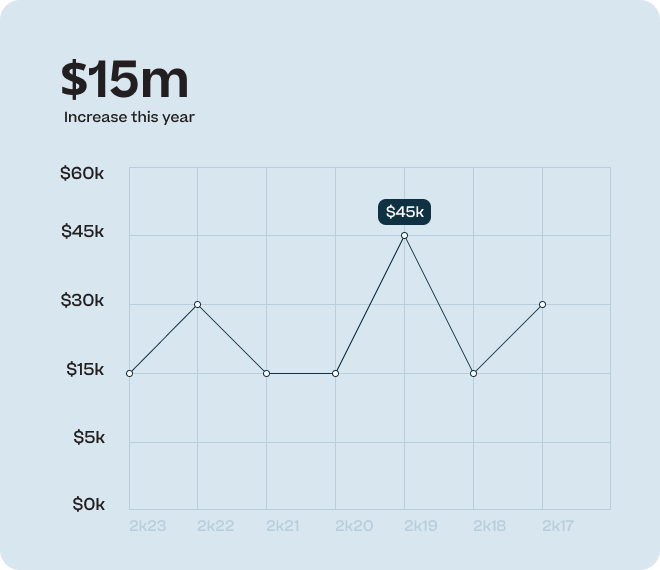 $15m
Increase this year
$60k
$45k
$45k
$30k
$15k
$5k
$0k
2k23 2k22 2k21 2k20 2k19 2k18 2k17